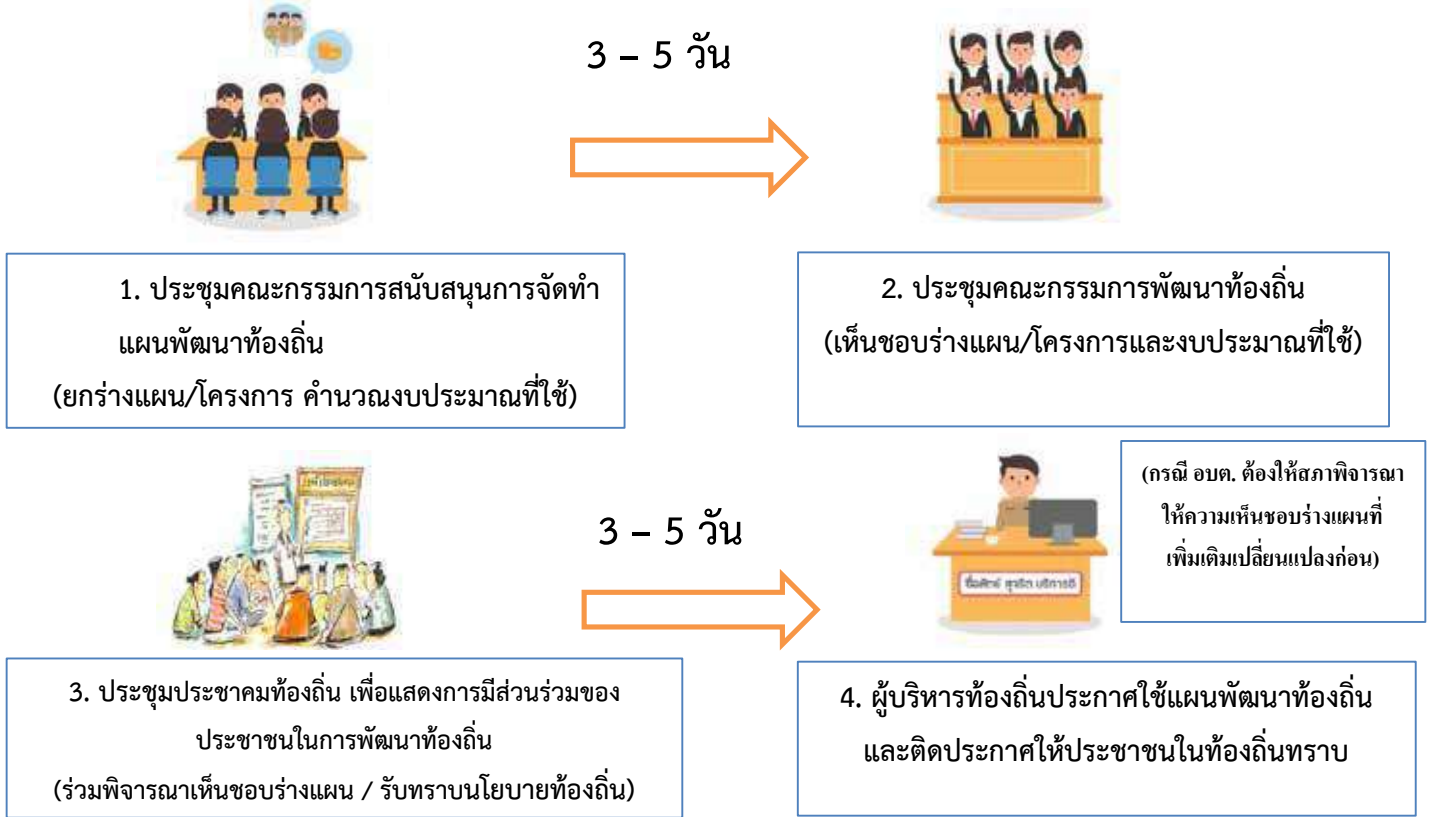 3 – 5 วัน
1. ประชุมคณะกรรมการสนับสนุนการจัดทำ
แผนพัฒนาท้องถิ่น
(ยกร่างแผน/โครงการ คำนวณงบประมาณที่ใช้)
2. ประชุมคณะกรรมการพัฒนาท้องถิ่น
(เห็นชอบร่างแผน/โครงการและงบประมาณที่ใช้)
3 – 5 วัน
(กรณี อบต. ต้องให้สภาพิจารณา
ให้ความเห็นชอบร่างแผนที่
เพิ่มเติมเปลี่ยนแปลงก่อน)
ซื่อสัตย์ สุจริต บริการดี
3. ประชุมประชาคมท้องถิ่น เพื่อแสดงการมีส่วนร่วมของ
ประชาชนในการพัฒนาท้องถิ่น
(ร่วมพิจารณาเห็นชอบร่างแผน / รับทราบนโยบายท้องถิ่น)
4. ผู้บริหารท้องถิ่นประกาศใช้แผนพัฒนาท้องถิ่น
และติดประกาศให้ประชาชนในท้องถิ่นทราบ